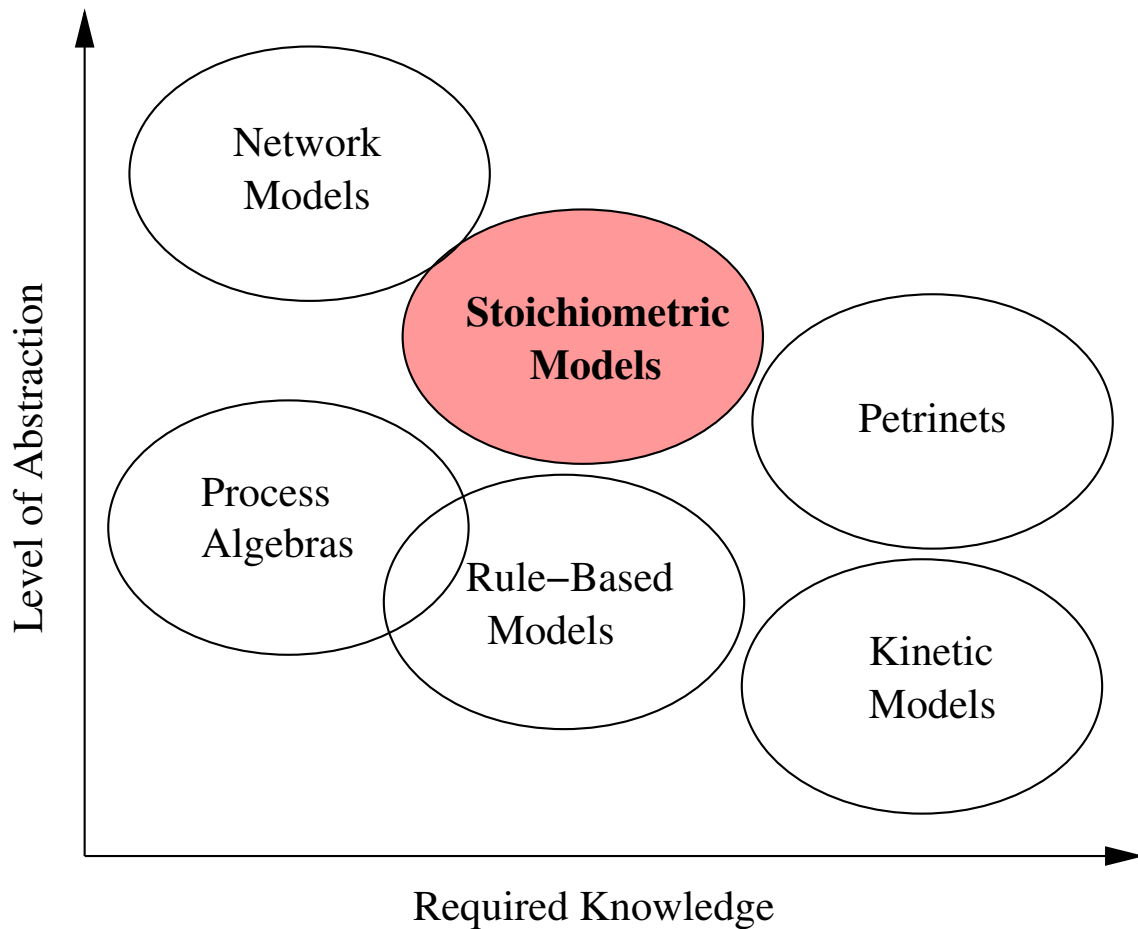 Network
Models
Stoichiometric
Models
Petrinets
Process
Algebras
Rule−Based
Models
Kinetic
Models
Level of Abstraction
Required Knowledge